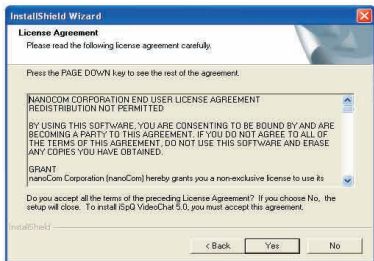 InstallShield Wizard
License Agreement
Please read the following license agreement carefully.
Press the PAGE DOWN key to see the rest of the agreement.
NANOCOM CORPORATION END USER LICENSE AGREEMENT
REDISTRIBUTION NOT PERMITTED
BY USING THIS SOFTWARE, YOU ARE CONSENTING TO BE BOUND BY AND ARE
BECOMING A PARTY TO THIS AGREEMENT. IF YOU DO NOT AGREE TO ALL OF
THE TERMS OF THIS AGREEMENT, DO NOT USE THIS SOFTWARE AND ERASE
ANY COPIES YOU HAVE OBTAINED.
GRANT
nanoCom Corporation (nanoCom) hereby grants you a non-exclusive license to use its
Do you accept all the terms of the preceding License Agreement? If you choose No, the
setup will close. To install iSpQ VideoChat 5.0, you must accept this agreement.
InstallShield
< Back
Yes
No